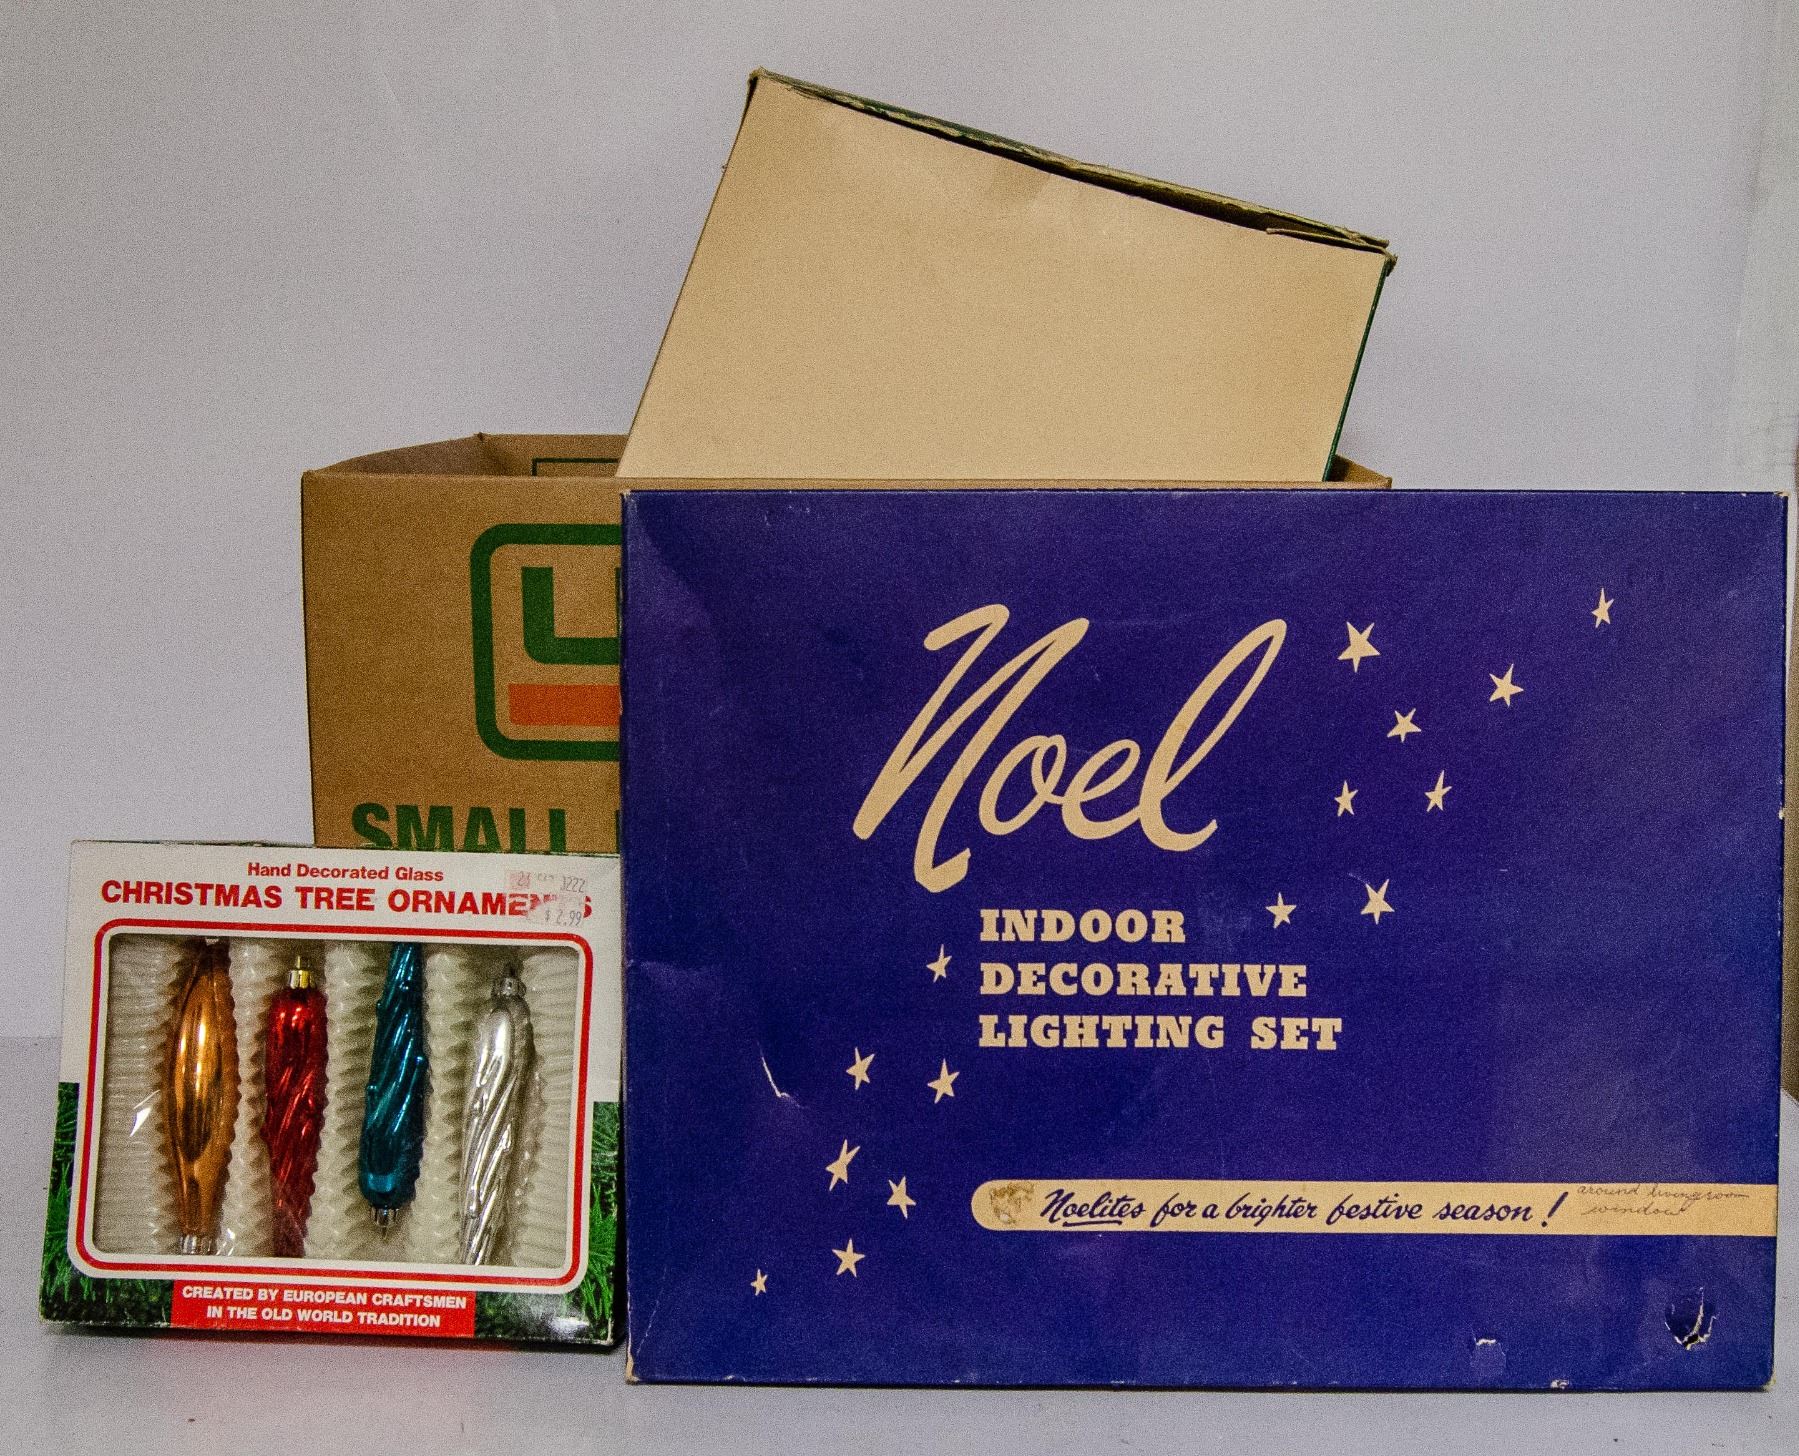 SMALL
Hand Decorated Glass
CHRISTMAS TREE ORNAMENTS
3222
$ 2.99
CREATED BY EUROPEAN CRAFTSMEN
IN THE OLD WORLD TRADITION
Noel
INDOOR
DECORATIVE
LIGHTING SET
Noelites for a brighter festive season!
around livingroom
window